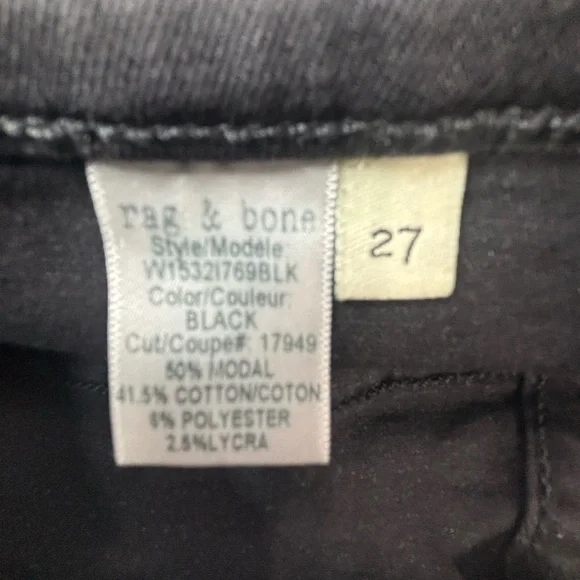 rag & bone
Style/Modèle:
W1532I769BLK
Color/Couleur:
BLACK
Cut/Coupe#: 17949
50% MODAL
41.5% COTTON/COTON
6% POLYESTER
2.5%LYCRA
27